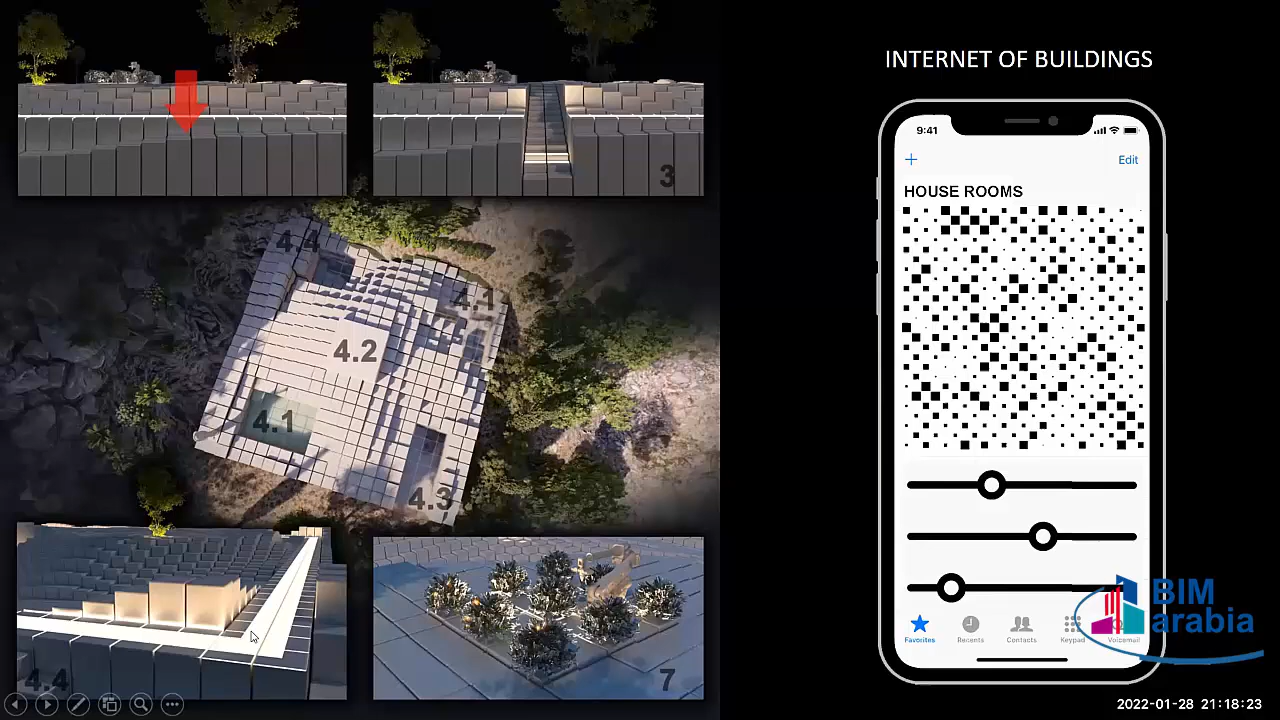 3
4.4
4.1
4.2
4.1
4.3
4.4
7
INTERNET OF BUILDINGS
9:41
+
Edit
HOUSE ROOMS
Favorites
Recents
Contacts
Keypad
Voicemail
BIM
arabia
2022-01-28 21:18:23